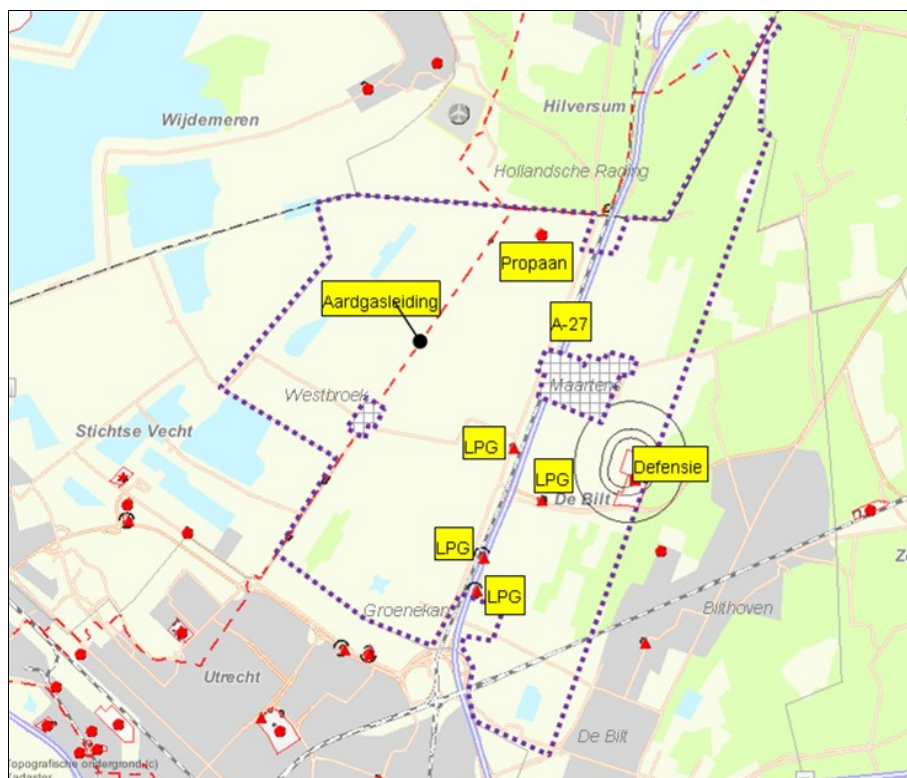 Wijdemeren
Hilversum
Hollandsche Rading
Propaan
Aardgasleiding
A-27
Maartens
Westbroek
Stichtse Vecht
LPG
Defensie
LPG
De Bilt
LPG
LPG
Groenekan
Bilthoven
Utrecht
De Bilt
Topografische ondergrond (c)
Kadaster